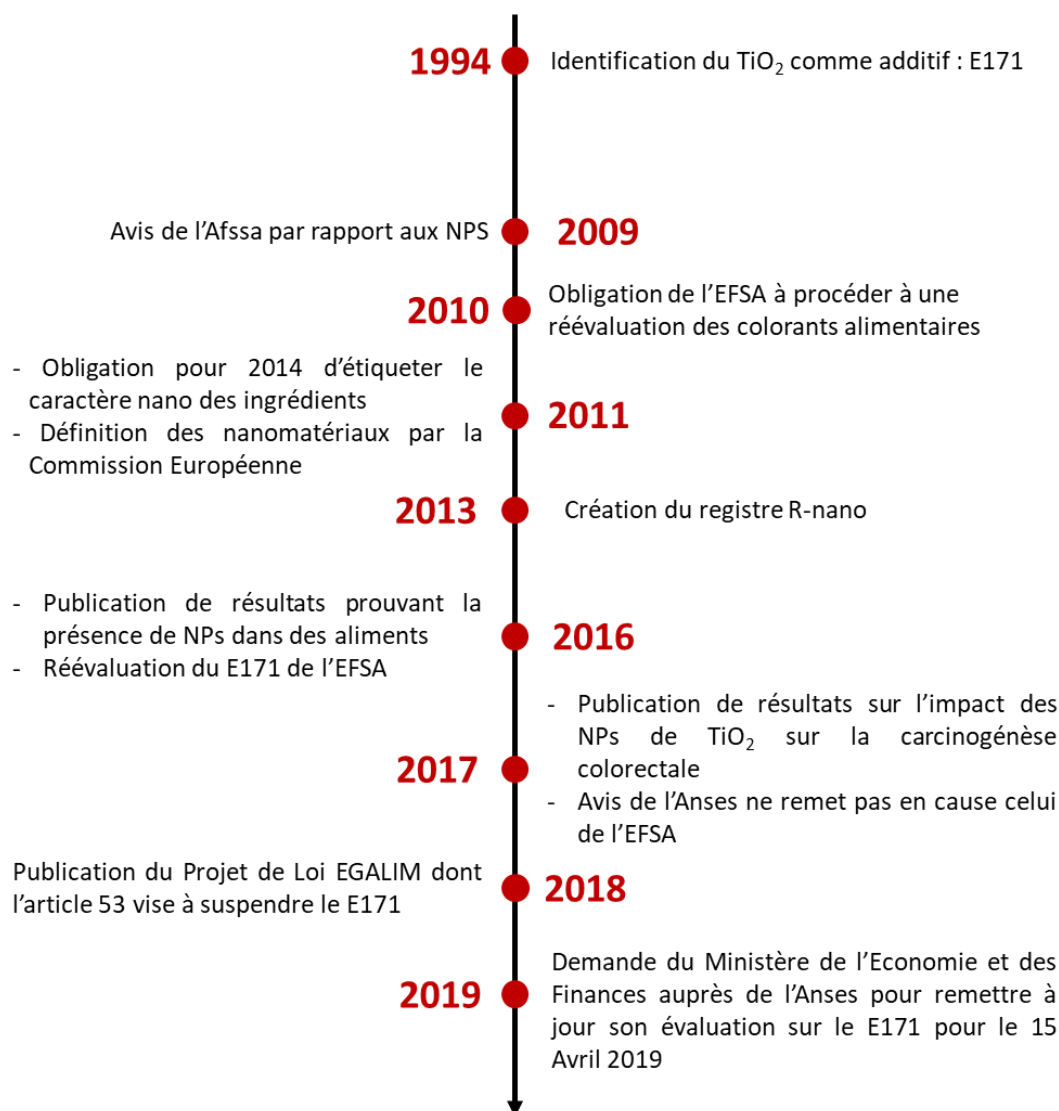 1994
Identification du TiO₂ comme additif : E171
Avis de l’Afssa par rapport aux NPS
2009
2010
Obligation de l’EFSA à procéder à une
réévaluation des colorants alimentaires
- Obligation pour 2014 d’étiqueter le
caractère nano des ingrédients
- Définition des nanomatériaux par la
Commission Européenne
2011
2013
Création du registre R-nano
- Publication de résultats prouvant la
présence de NPs dans des aliments
- Réévaluation du E171 de l’EFSA
2016
2017
- Publication de résultats sur l’impact des
NPs de TiO₂ sur la carcinogénèse
colorectale
- Avis de l’Anses ne remet pas en cause celui
de l’EFSA
Publication du Projet de Loi EGALIM dont
l’article 53 vise à suspendre le E171
2018
2019
Demande du Ministère de l’Economie et des
Finances auprès de l’Anses pour remettre à
jour son évaluation sur le E171 pour le 15
Avril 2019